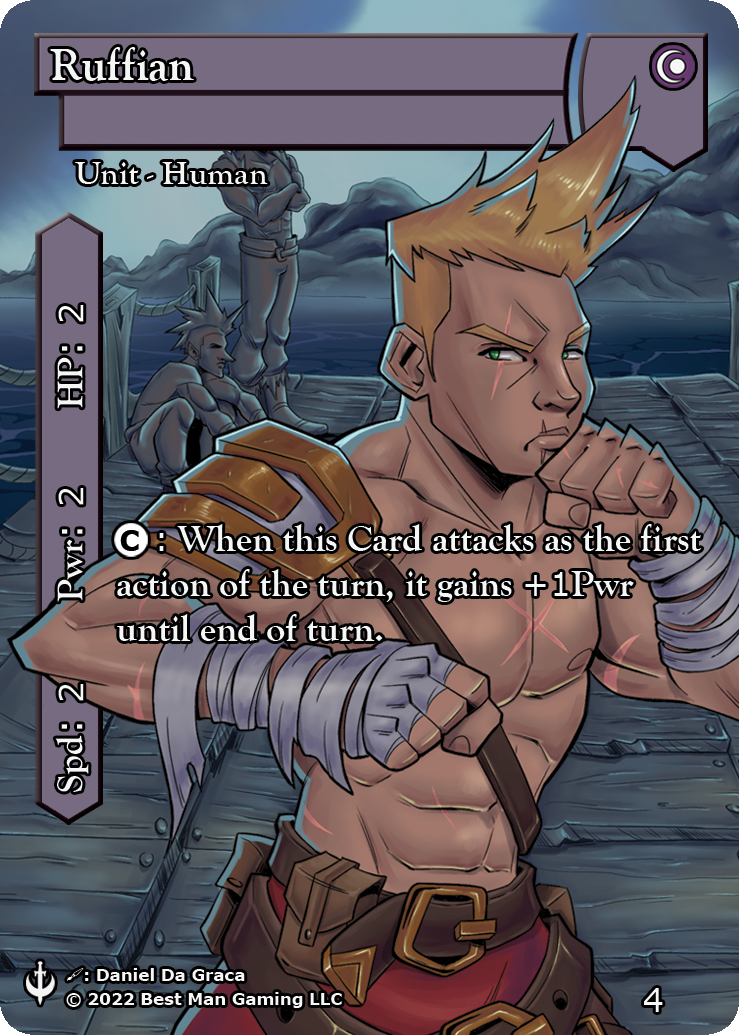 Ruffian
Unit - Human
HP: 2
Pwr: 2
Spd: 2
C: When this Card attacks as the first
action of the turn, it gains +1Pwr
until end of turn.
: Daniel Da Graca
© 2022 Best Man Gaming LLC
4